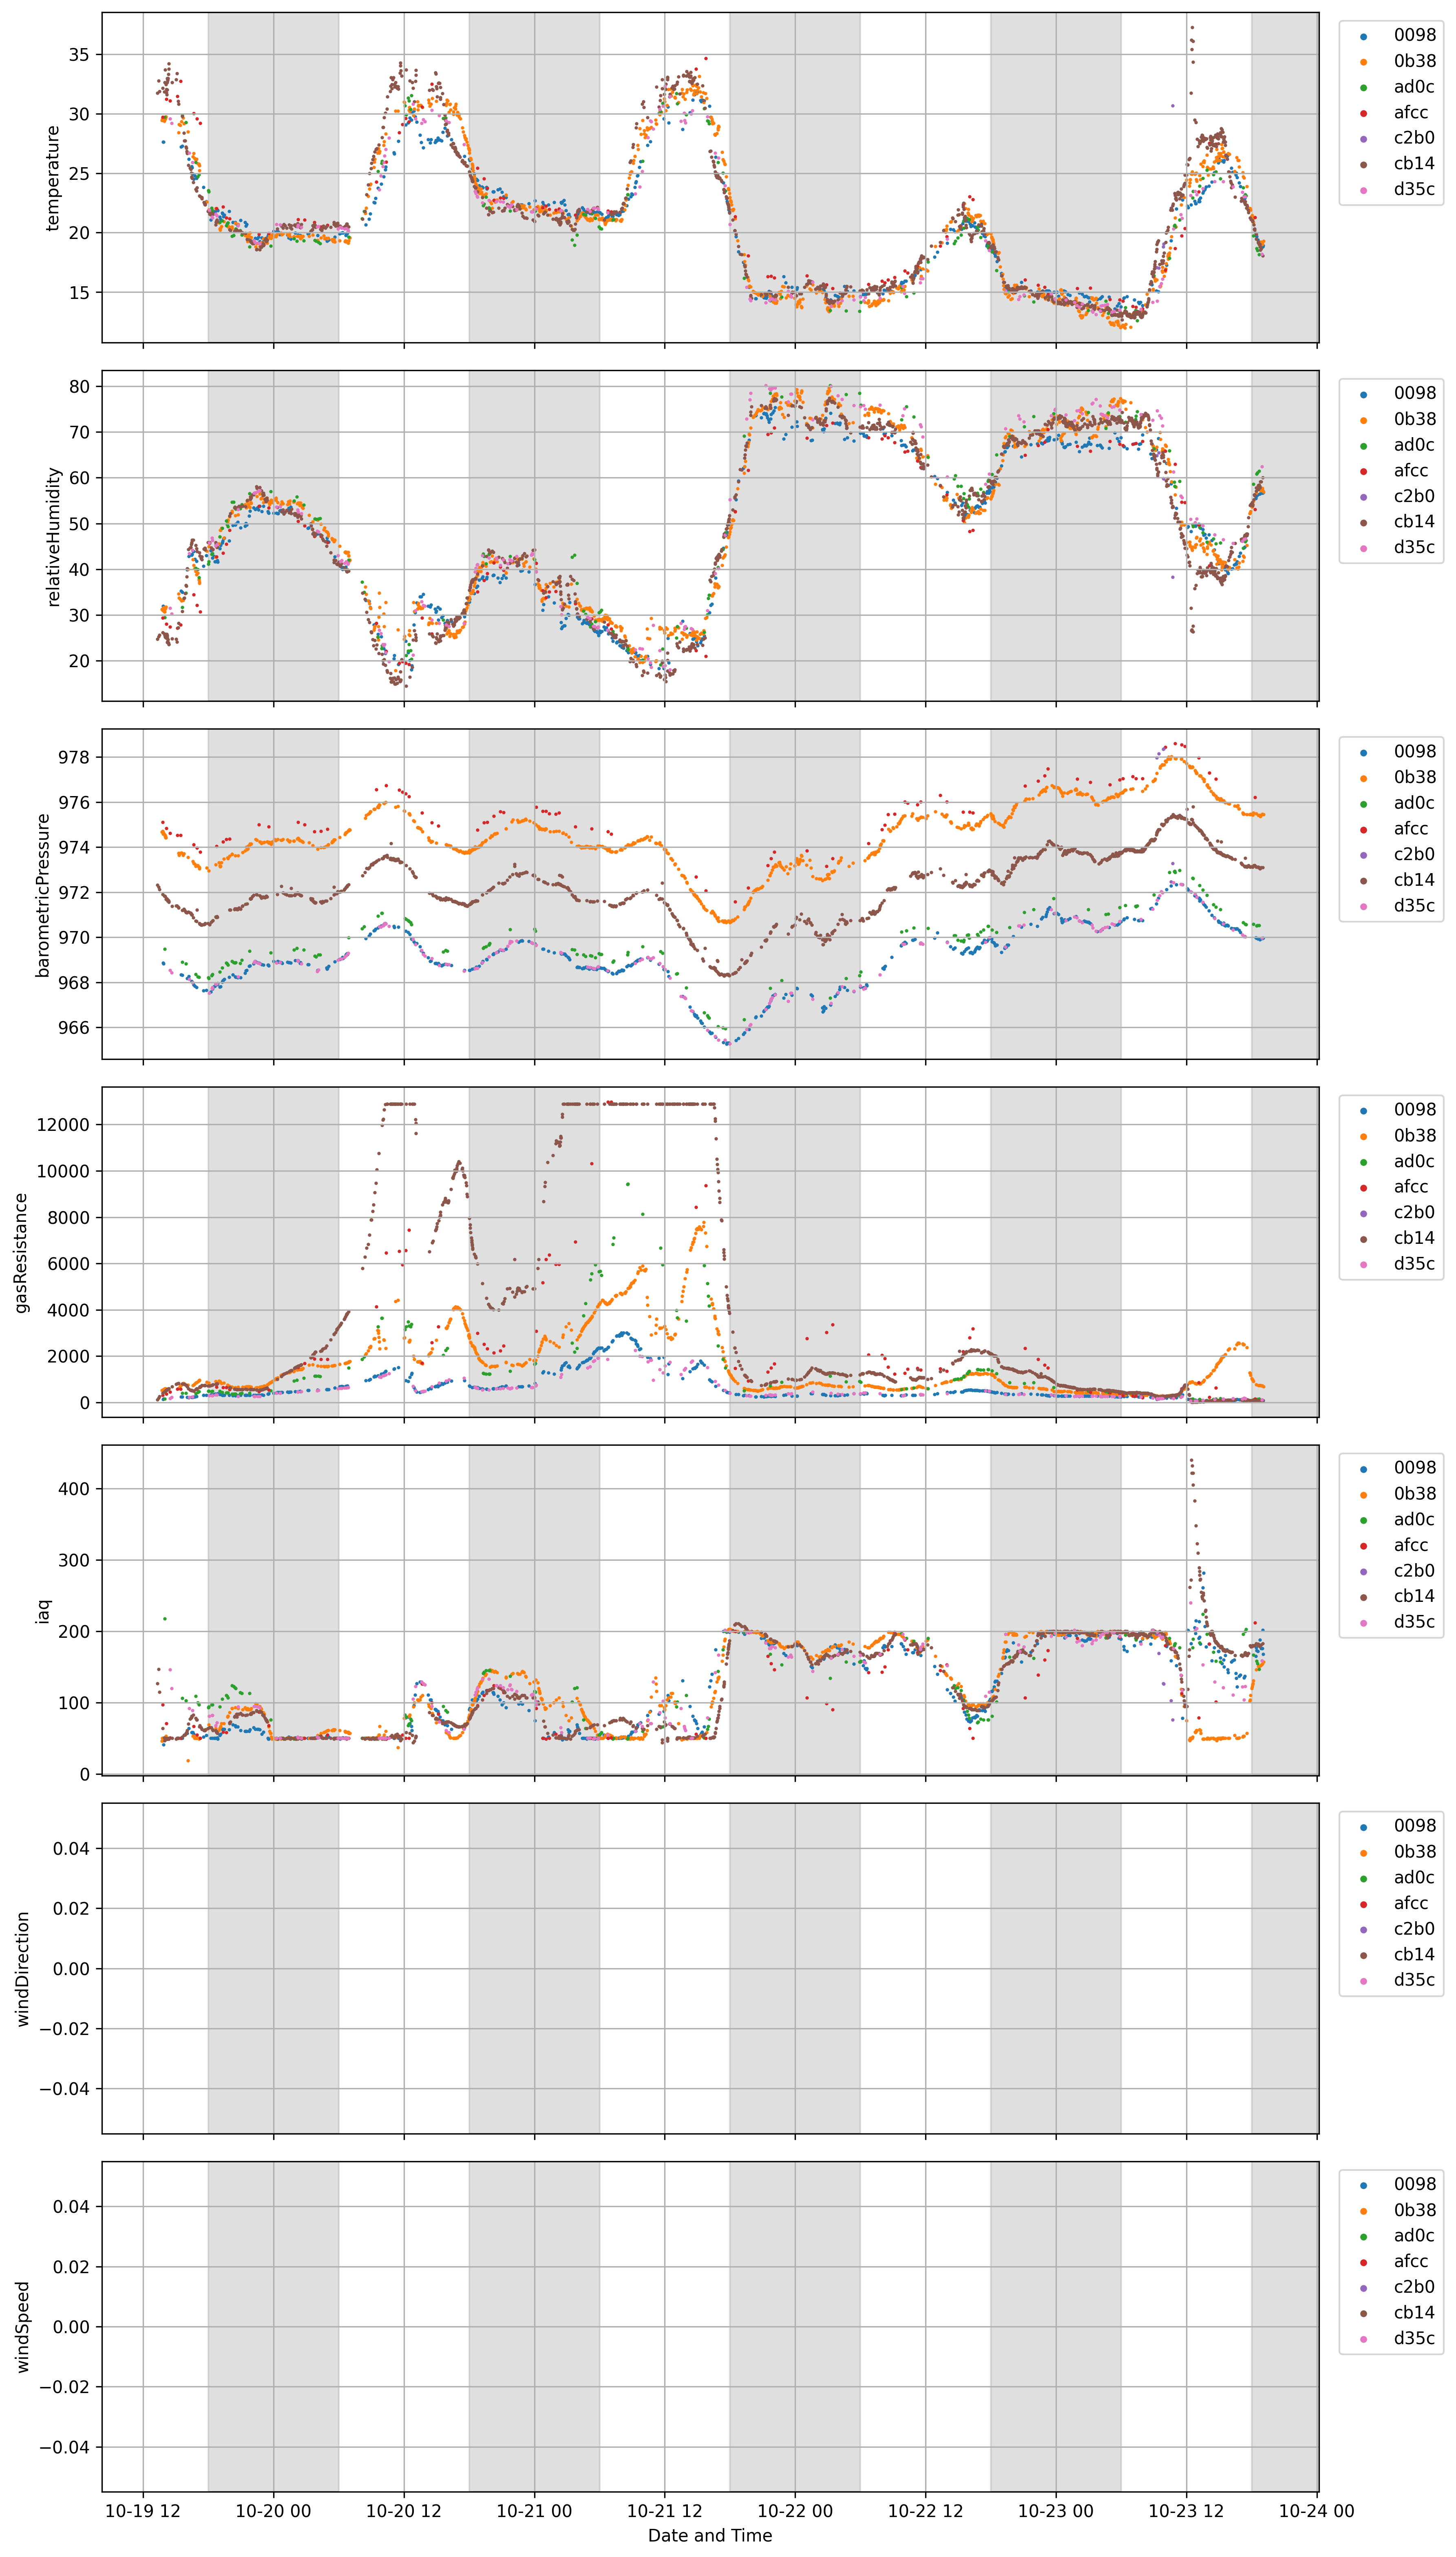 temperature
35
30
25
20
15
0098
0b38
ad0c
afcc
c2b0
cb14
d35c
relativeHumidity
80
70
60
50
40
30
20
0098
0b38
ad0c
afcc
c2b0
cb14
d35c
barometricPressure
978
976
974
972
970
968
966
0098
0b38
ad0c
afcc
c2b0
cb14
d35c
gasResistance
12000
10000
8000
6000
4000
2000
0
0098
0b38
ad0c
afcc
c2b0
cb14
d35c
iaq
400
300
200
100
0
0098
0b38
ad0c
afcc
c2b0
cb14
d35c
windDirection
0.04
0.02
0.00
−0.02
−0.04
0098
0b38
ad0c
afcc
c2b0
cb14
d35c
windSpeed
0.04
0.02
0.00
−0.02
−0.04
0098
0b38
ad0c
afcc
c2b0
cb14
d35c
10-19 12 10-20 00 10-20 12 10-21 00 10-21 12 10-22 00 10-22 12 10-23 00 10-23 12 10-24 00
Date and Time